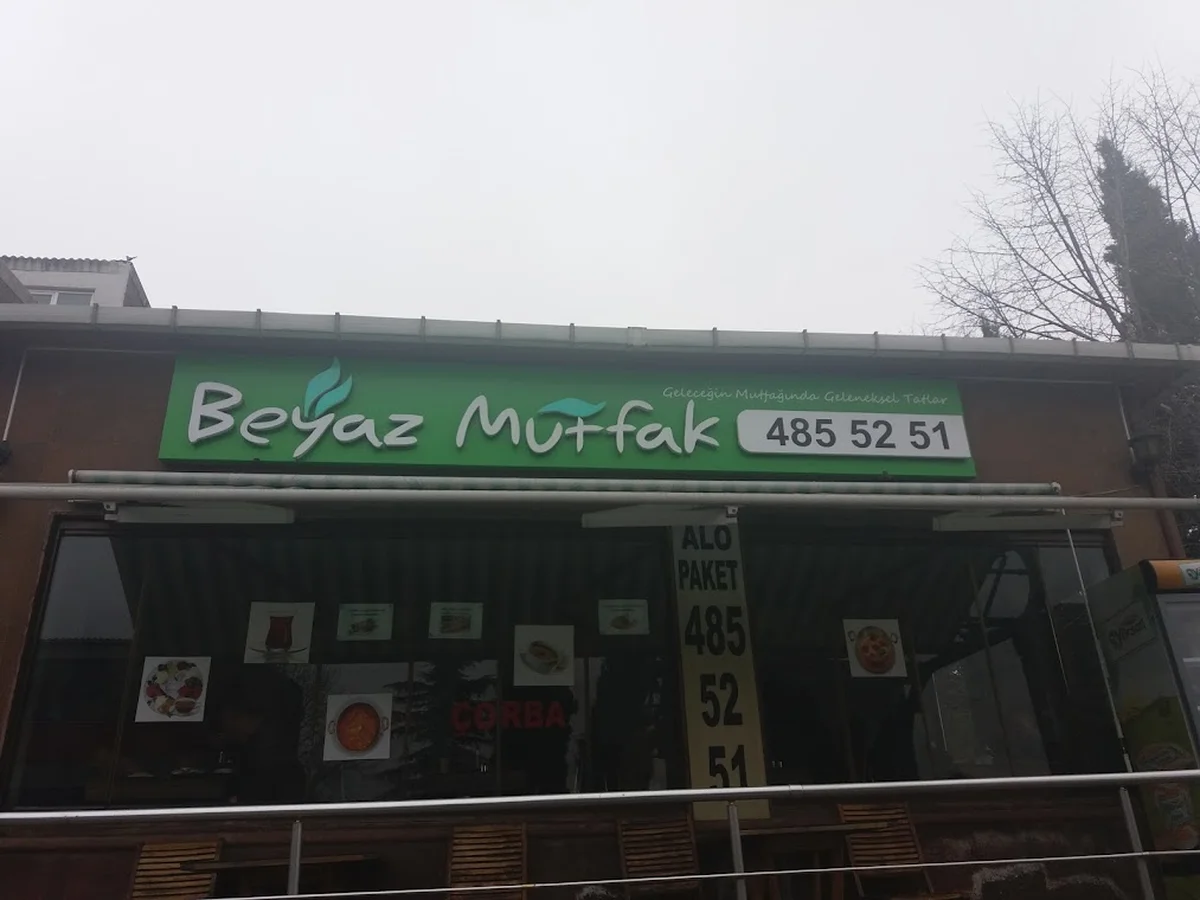 Beyaz Mutfak
Geleceğin Mutfağında Geleneksel Tatlar
485 52 51
ALO
PAKET
485
52
51
ÇORBA